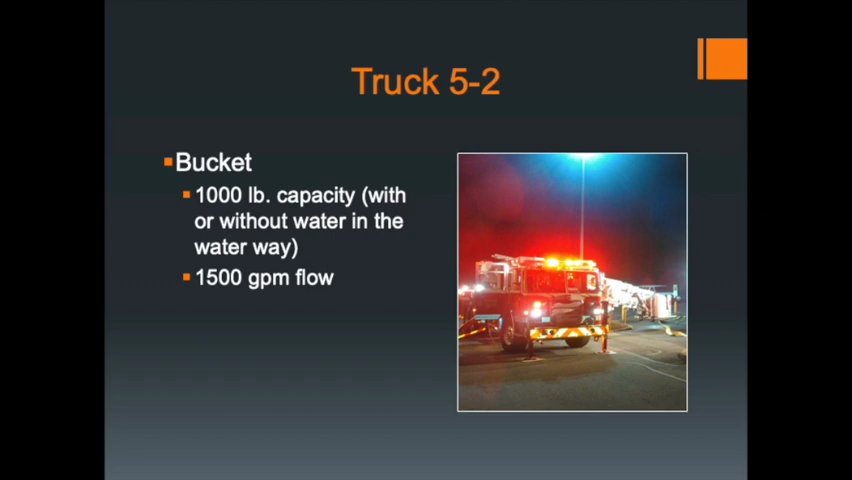 Truck 5-2
Bucket
1000 lb. capacity (with
or without water in the
water way)
1500 gpm flow